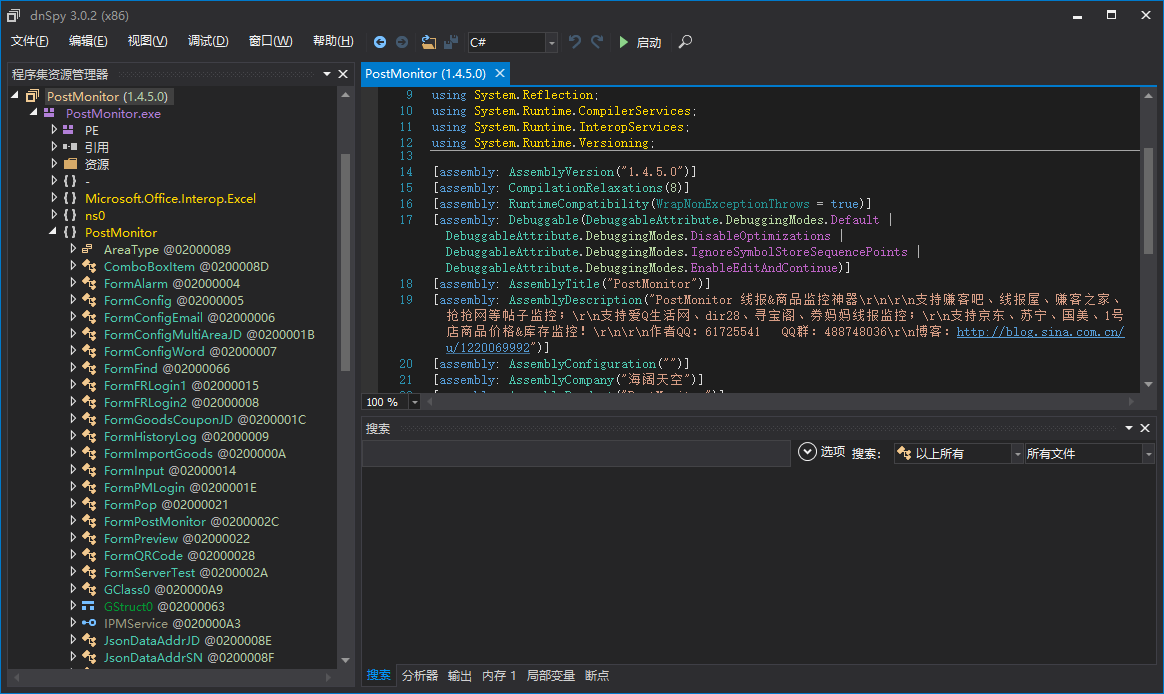 dnSpy 3.0.2 (x86)
文件(F) 编辑(E) 视图(V) 调试(D) 窗口(W) 帮助(H) C# 启动
程序集资源管理器
PostMonitor (1.4.5.0)
PostMonitor.exe
PE
引用
资源
{ } -
{ } Microsoft.Office.Interop.Excel
{ } ns0
{ } PostMonitor
AreaType @02000089
ComboBoxItem @0200008D
FormAlarm @02000004
FormConfig @02000005
FormConfigEmail @02000006
FormConfigMultiAreaJD @0200001B
FormConfigWord @02000007
FormFind @02000066
FormFRLogin1 @02000015
FormFRLogin2 @02000008
FormGoodsCouponJD @0200001C
FormHistoryLog @02000009
FormImportGoods @0200000A
FormInput @02000014
FormPMLogin @0200001E
FormPop @02000021
FormPostMonitor @0200002C
FormPreview @02000022
FormQRCode @02000028
FormServerTest @0200002A
GClass0 @020000A9
GStruct0 @02000063
IPMService @020000A3
JsonDataAddrJD @0200008E
JsonDataAddrSN @0200008F
PostMonitor (1.4.5.0)
9 using System.Reflection;
10 using System.Runtime.CompilerServices;
11 using System.Runtime.InteropServices;
12 using System.Runtime.Versioning;
13
14 [assembly: AssemblyVersion("1.4.5.0")]
15 [assembly: CompilationRelaxations(8)]
16 [assembly: RuntimeCompatibility(WrapNonExceptionThrows = true)]
17 [assembly: Debuggable(DebuggableAttribute.DebuggingModes.Default |
DebuggableAttribute.DebuggingModes.DisableOptimizations |
DebuggableAttribute.DebuggingModes.IgnoreSymbolStoreSequencePoints |
DebuggableAttribute.DebuggingModes.EnableEditAndContinue)]
18 [assembly: AssemblyTitle("PostMonitor")]
19 [assembly: AssemblyDescription("PostMonitor 线报&商品监控神器\r\n\r\n支持赚客吧、线报屋、赚客之家、
抢抢网等帖子监控；\r\n支持爱Q生活网、dir28、寻宝阁、券妈妈线报监控；\r\n支持京东、苏宁、国美、1号
店商品价格&库存监控！\r\n\r\n作者QQ：61725541 QQ群：488748036\r\n博客：http://blog.sina.com.cn/
u/1220069992")]
20 [assembly: AssemblyConfiguration("")]
21 [assembly: AssemblyCompany("海阔天空")]
100 %
搜索
选项 搜索: 以上所有 所有文件
搜索 分析器 输出 内存 1 局部变量 断点